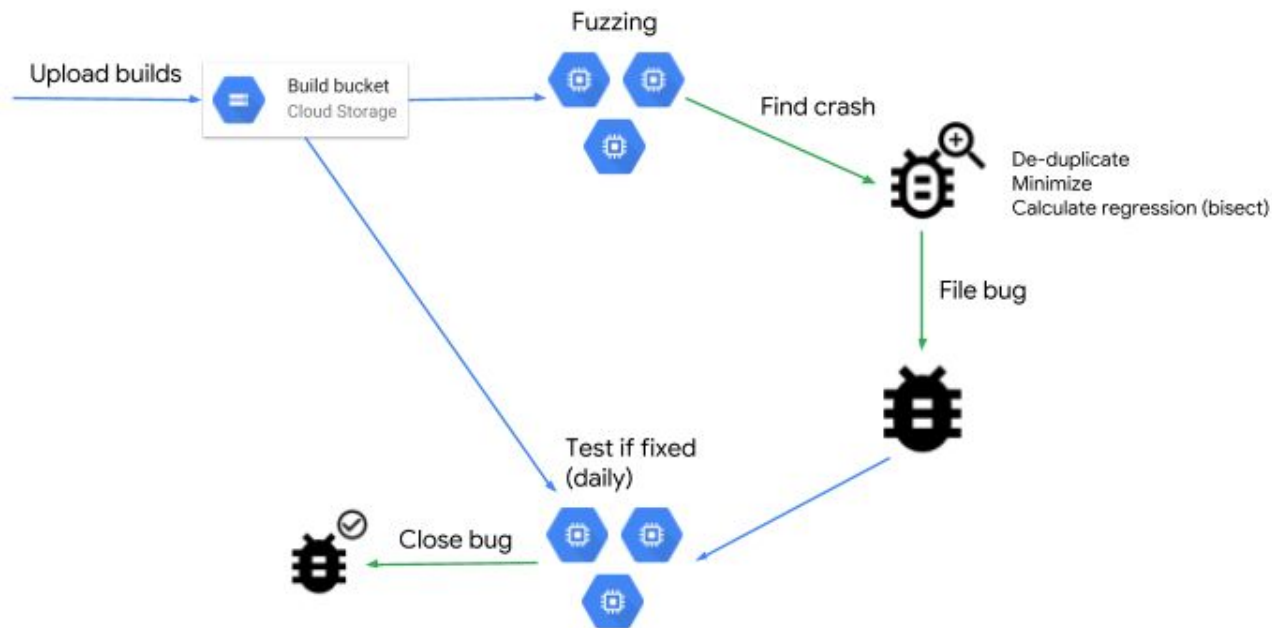 Fuzzing
Upload builds
Build bucket
Cloud Storage
Find crash
De-duplicate
Minimize
Calculate regression (bisect)
File bug
Test if fixed
(daily)
Close bug